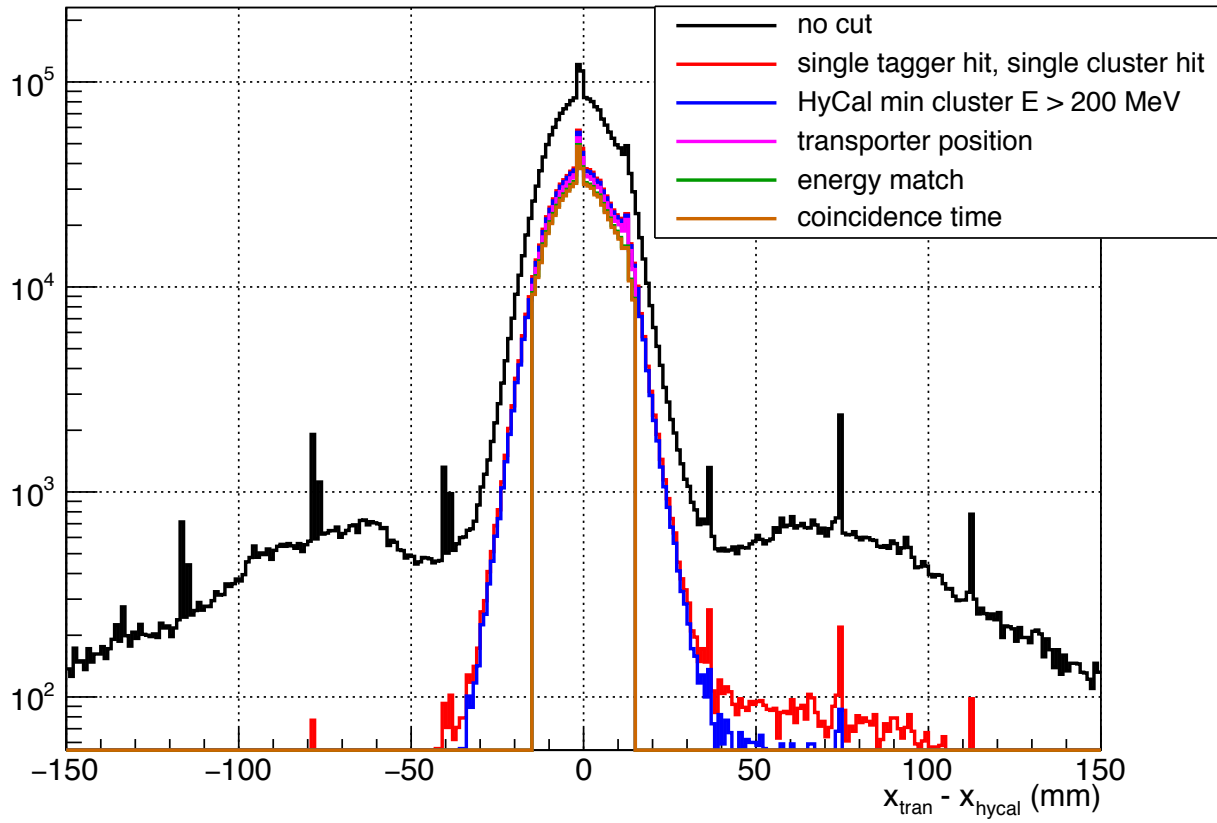 no cut
single tagger hit, single cluster hit
HyCal min cluster E > 200 MeV
transporter position
energy match
coincidence time
10⁵
10⁴
10³
10²
−150 −100 −50 0 50 100 150
x_tran - x_hycal (mm)